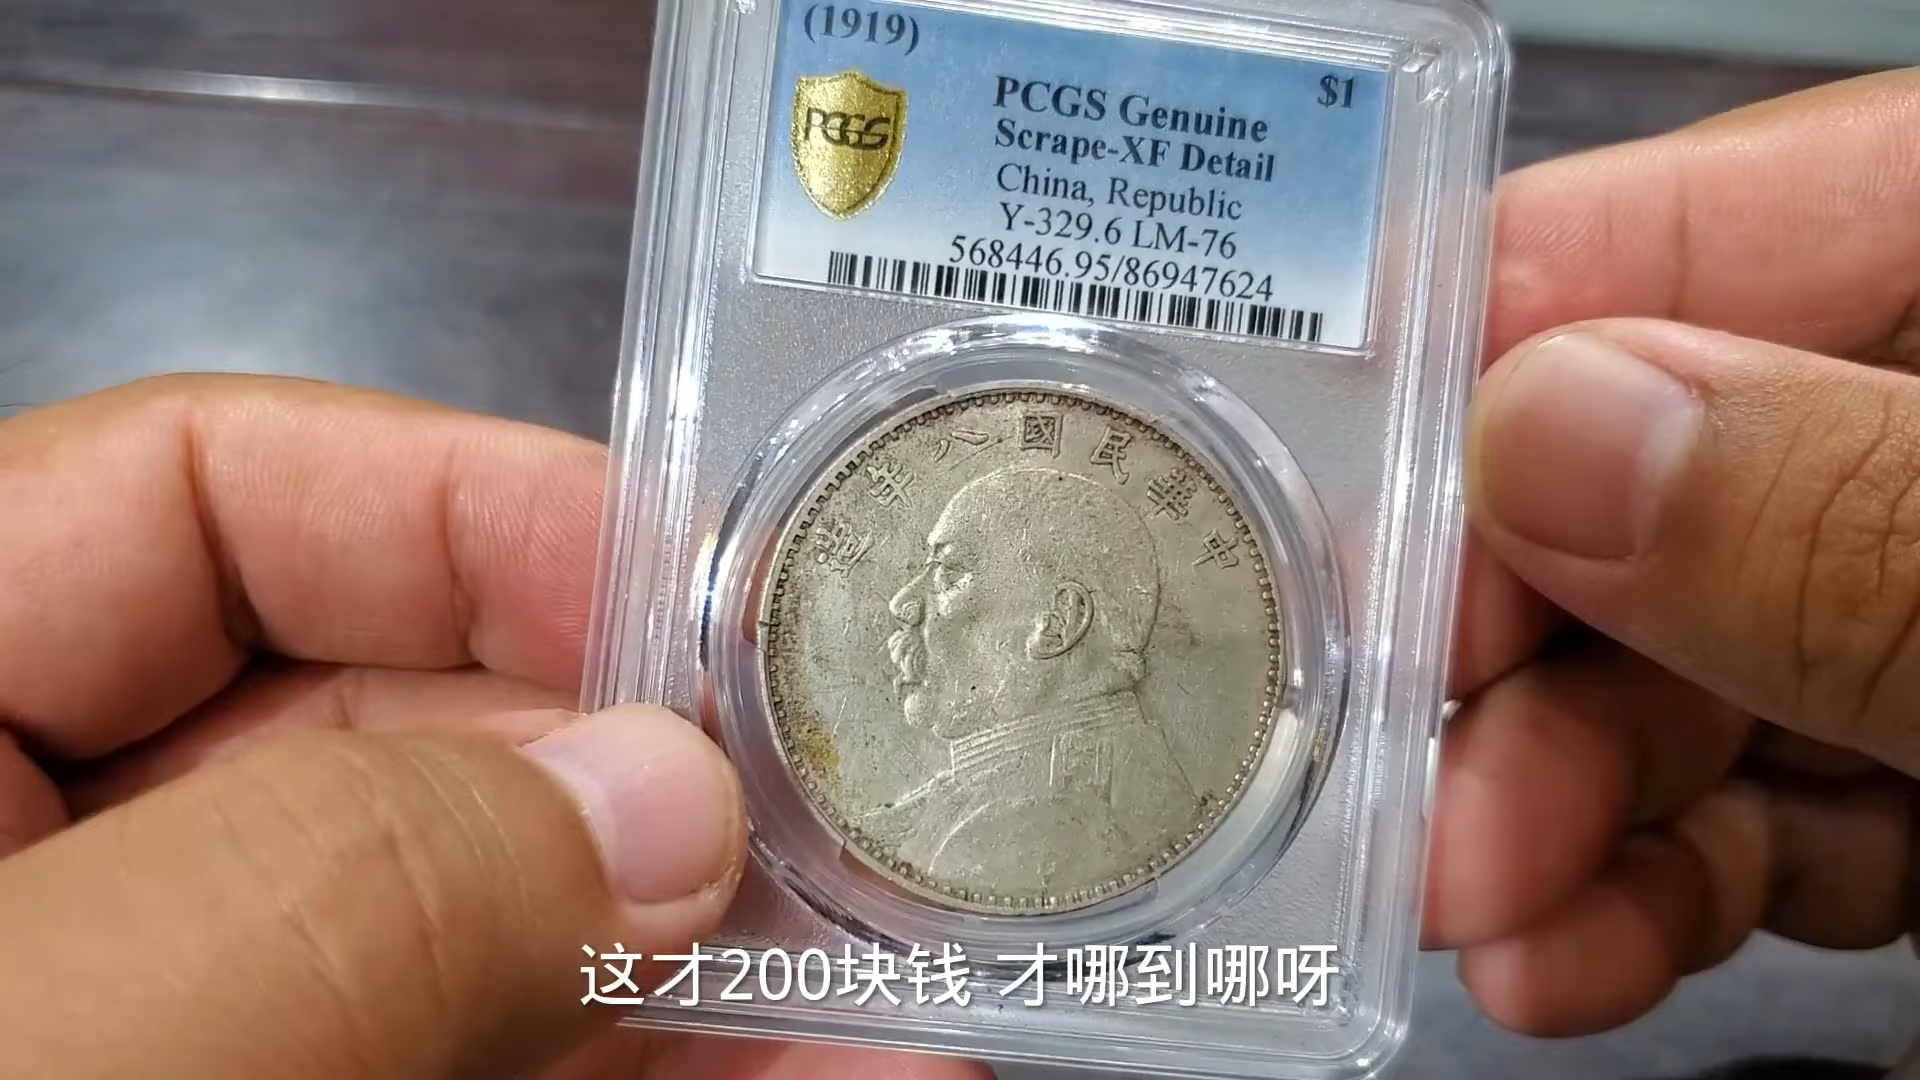 (1919)
$1
PCGS
PCGS Genuine
Scrape-XF Detail
China, Republic
Y-329.6 LM-76
568446.95/86947624
造年八國民華中
这才200块钱 才哪到哪呀